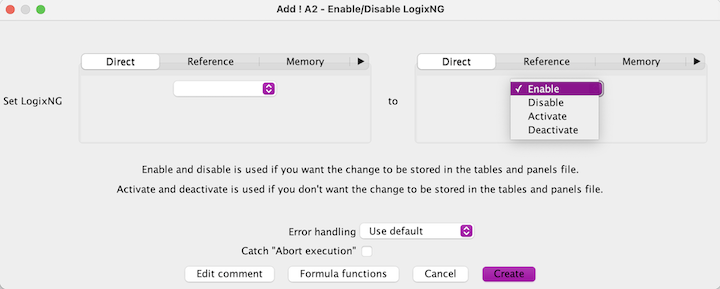 Add ! A2 - Enable/Disable LogixNG
Direct Reference Memory ▶ Direct Reference Memory ▶
Set LogixNG to ✓ Enable
Disable
Activate
Deactivate
Enable and disable is used if you want the change to be stored in the tables and panels file.
Activate and deactivate is used if you don't want the change to be stored in the tables and panels file.
Error handling Use default
Catch "Abort execution"
Edit comment Formula functions Cancel Create